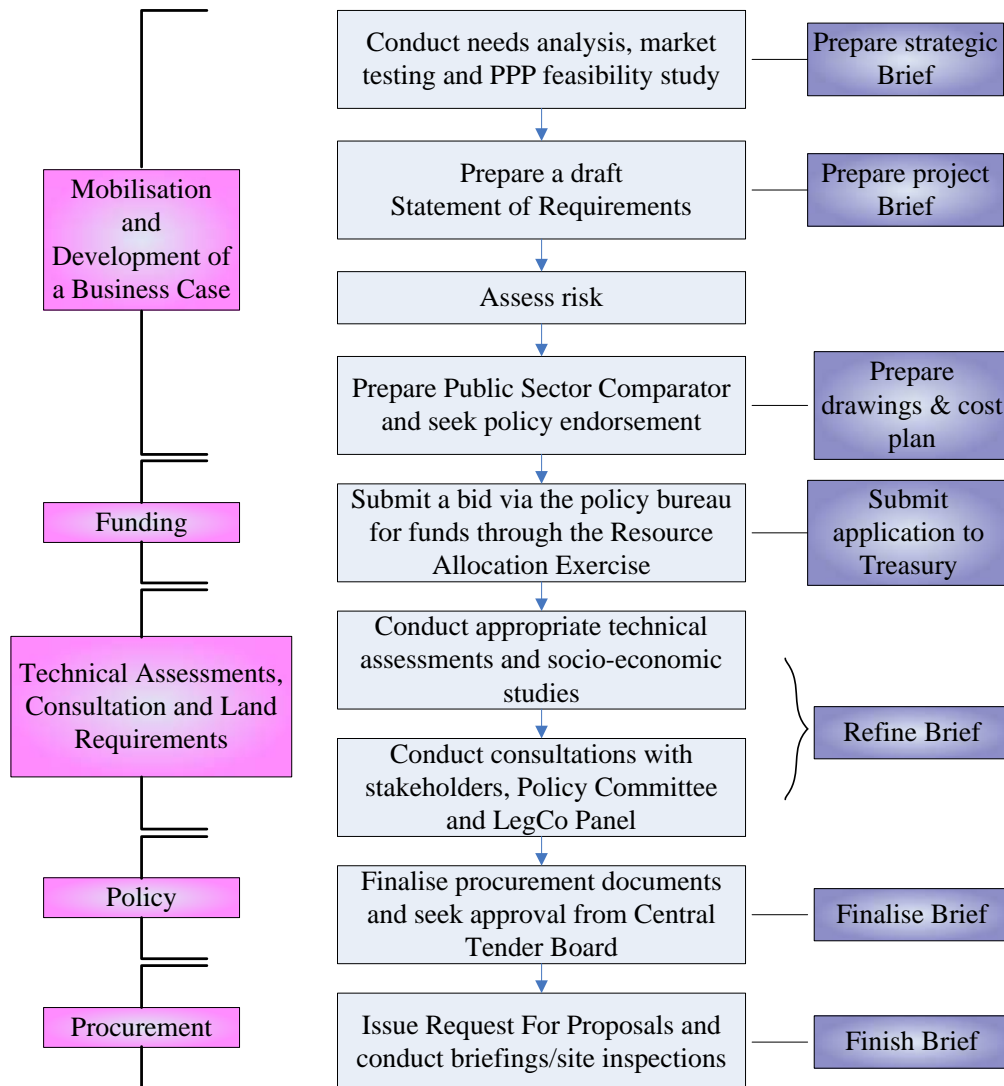 Conduct needs analysis, market
testing and PPP feasibility study
Prepare strategic
Brief
Mobilisation
and
Development of
a Business Case
Prepare a draft
Statement of Requirements
Prepare project
Brief
Assess risk
Prepare Public Sector Comparator
and seek policy endorsement
Prepare
drawings & cost
plan
Funding
Submit a bid via the policy bureau
for funds through the Resource
Allocation Exercise
Submit
application to
Treasury
Technical Assessments,
Consultation and Land
Requirements
Conduct appropriate technical
assessments and socio-economic
studies
Conduct consultations with
stakeholders, Policy Committee
and LegCo Panel
Refine Brief
Policy
Finalise procurement documents
and seek approval from Central
Tender Board
Finalise Brief
Procurement
Issue Request For Proposals and
conduct briefings/site inspections
Finish Brief